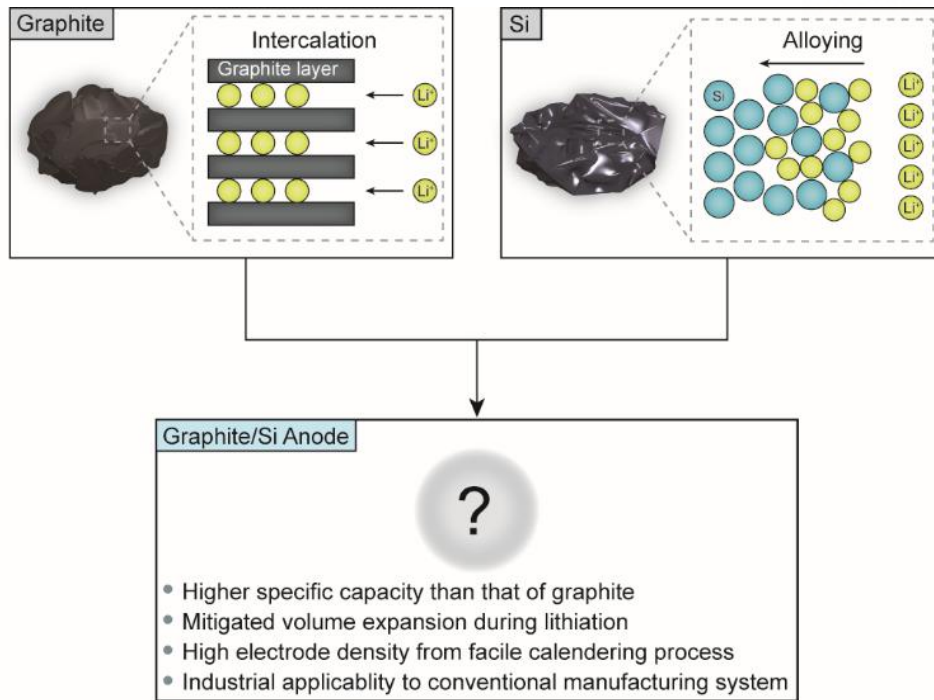 Graphite
Intercalation
Graphite layer
Li⁺
Li⁺
Li⁺
Si
Alloying
Si
Li⁺
Li⁺
Li⁺
Li⁺
Li⁺
Graphite/Si Anode
?
• Higher specific capacity than that of graphite
• Mitigated volume expansion during lithiation
• High electrode density from facile calendering process
• Industrial applicablity to conventional manufacturing system